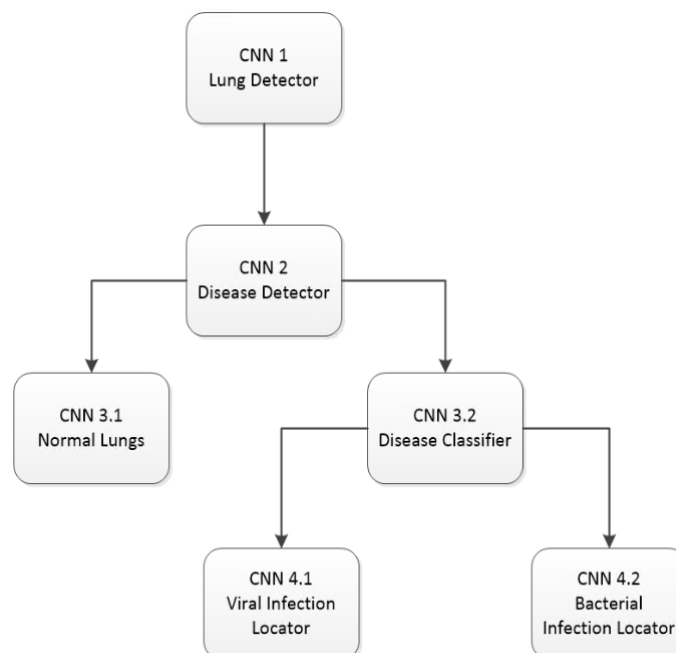 CNN 1
Lung Detector
CNN 2
Disease Detector
CNN 3.1
Normal Lungs
CNN 3.2
Disease Classifier
CNN 4.1
Viral Infection
Locator
CNN 4.2
Bacterial
Infection Locator